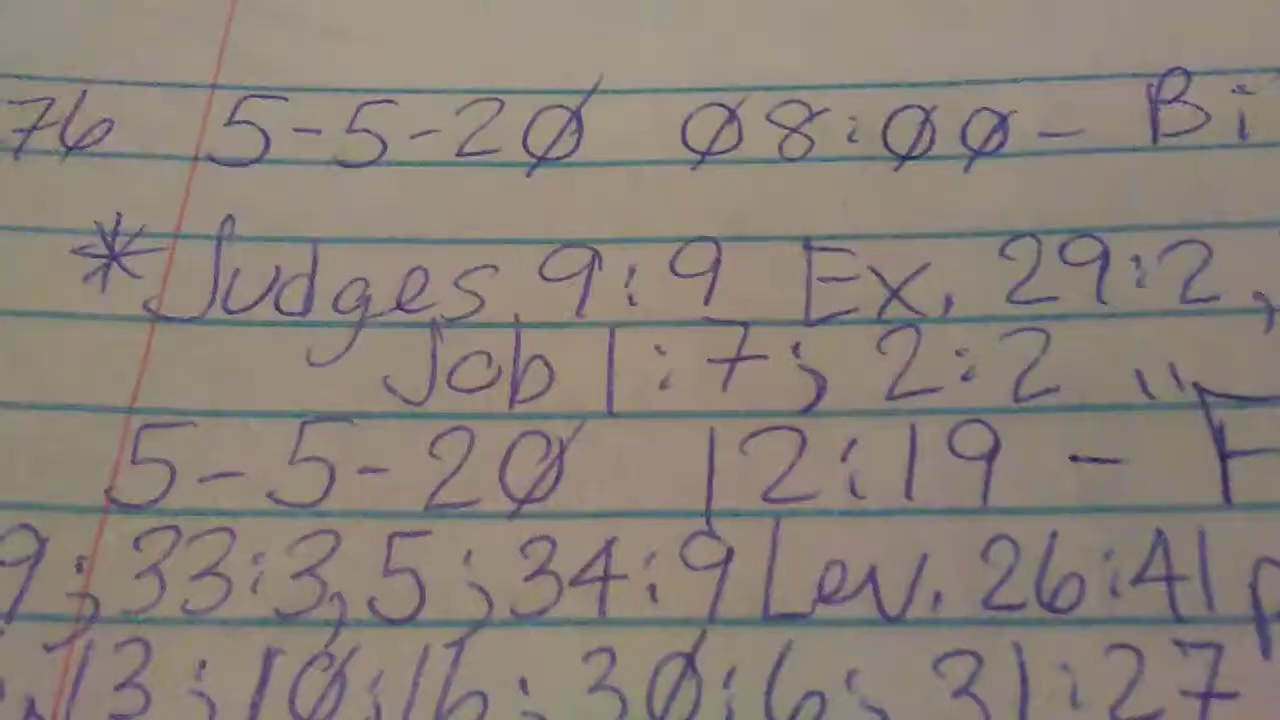 76 5-5-20 08:00 - Bi
*Judges 9:9 Ex. 29:2,
Job 1:7; 2:2 "F
5-5-20 12:19 - F
9; 33:3,5; 34:9 Lev. 26:41
13; 10:16; 30:6; 31:27